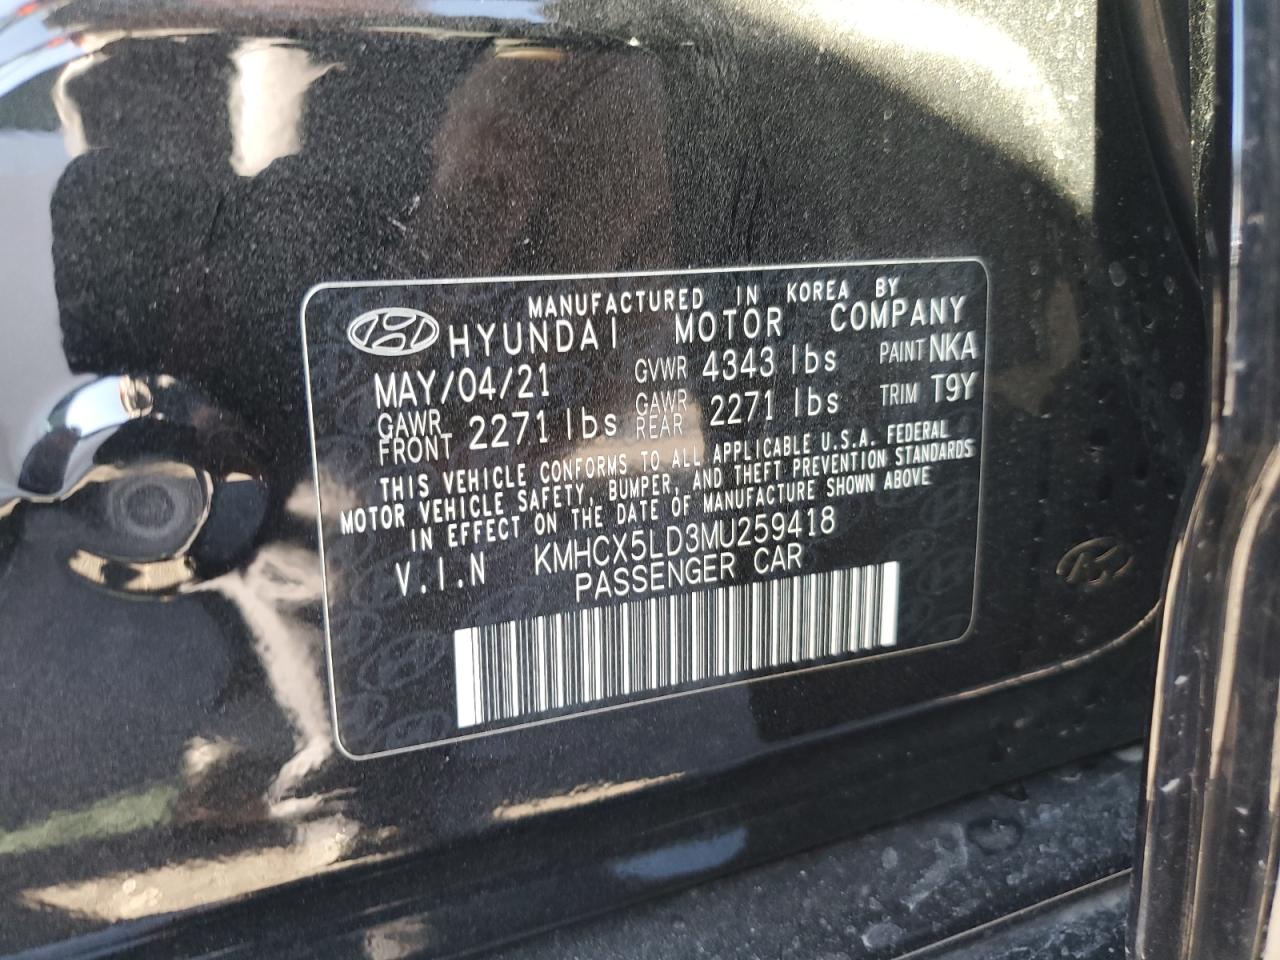 MANUFACTURED IN KOREA BY
HYUNDAI MOTOR COMPANY
MAY/04/21 GVWR 4343 lbs PAINT NKA
GAWR FRONT 2271 lbs GAWR REAR 2271 lbs TRIM T9Y
THIS VEHICLE CONFORMS TO ALL APPLICABLE U.S.A. FEDERAL
MOTOR VEHICLE SAFETY, BUMPER, AND THEFT PREVENTION STANDARDS
IN EFFECT ON THE DATE OF MANUFACTURE SHOWN ABOVE
V.I.N KMHCX5LD3MU259418
PASSENGER CAR